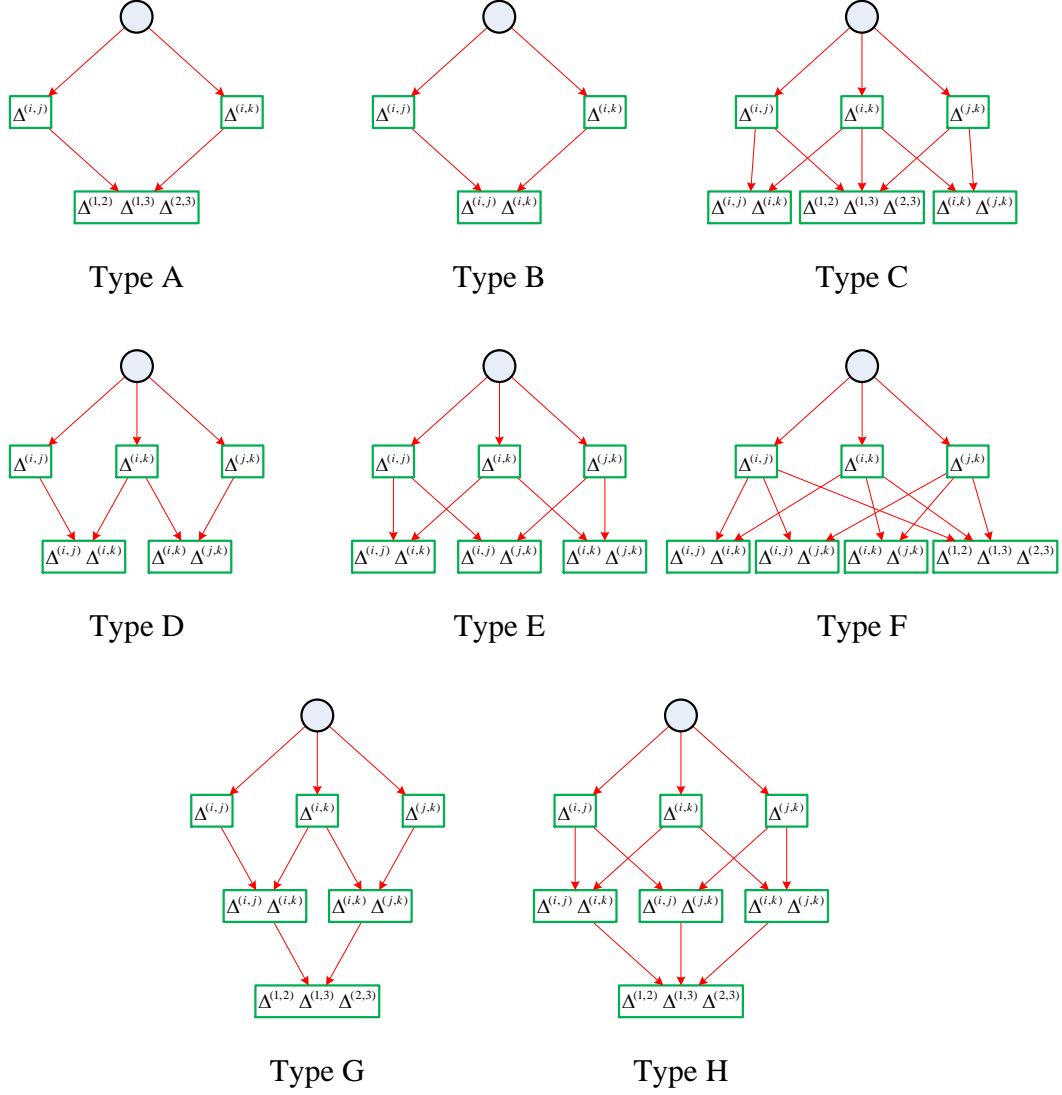 Δ^(i,j) Δ^(i,k) Δ^(i,j) Δ^(i,k) Δ^(i,j) Δ^(i,k) Δ^(j,k)
Δ^(1,2) Δ^(1,3) Δ^(2,3) Δ^(i,j) Δ^(i,k) Δ^(i,j) Δ^(i,k) Δ^(1,2) Δ^(1,3) Δ^(2,3) Δ^(i,k) Δ^(j,k)
Type A Type B Type C
Δ^(i,j) Δ^(i,k) Δ^(j,k) Δ^(i,j) Δ^(i,k) Δ^(j,k) Δ^(i,j) Δ^(i,k) Δ^(j,k)
Δ^(i,j) Δ^(i,k) Δ^(i,k) Δ^(j,k) Δ^(i,j) Δ^(i,k) Δ^(i,j) Δ^(j,k) Δ^(i,k) Δ^(j,k) Δ^(i,j) Δ^(i,k) Δ^(i,j) Δ^(j,k) Δ^(i,k) Δ^(j,k) Δ^(1,2) Δ^(1,3) Δ^(2,3)
Type D Type E Type F
Δ^(i,j) Δ^(i,k) Δ^(j,k) Δ^(i,j) Δ^(i,k) Δ^(j,k)
Δ^(i,j) Δ^(i,k) Δ^(i,k) Δ^(j,k) Δ^(i,j) Δ^(i,k) Δ^(i,j) Δ^(j,k) Δ^(i,k) Δ^(j,k)
Δ^(1,2) Δ^(1,3) Δ^(2,3) Δ^(1,2) Δ^(1,3) Δ^(2,3)
Type G Type H